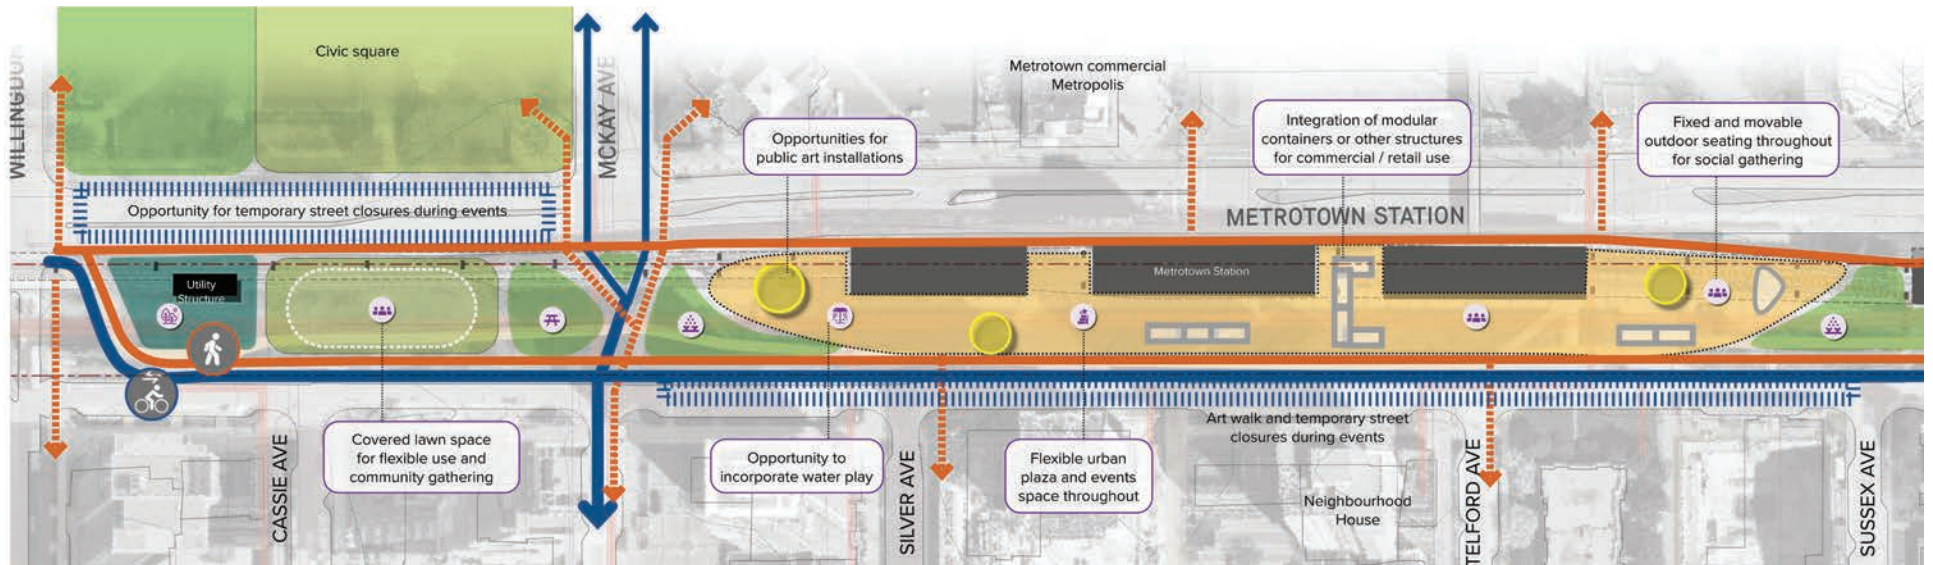 WILLINGDON
Civic square
MCKAY AVE
Metrotown commercial
Metropolis
Opportunities for
public art installations
Integration of modular
containers or other structures
for commercial / retail use
Fixed and movable
outdoor seating throughout
for social gathering
Opportunity for temporary street closures during events
METROTOWN STATION
Utility
Structure
Metrotown Station
Covered lawn space
for flexible use and
community gathering
CASSIE AVE
Opportunity to
incorporate water play
SILVER AVE
Flexible urban
plaza and events
space throughout
Art walk and temporary street
closures during events
Neighbourhood
House
TELFORD AVE
SUSSEX AVE